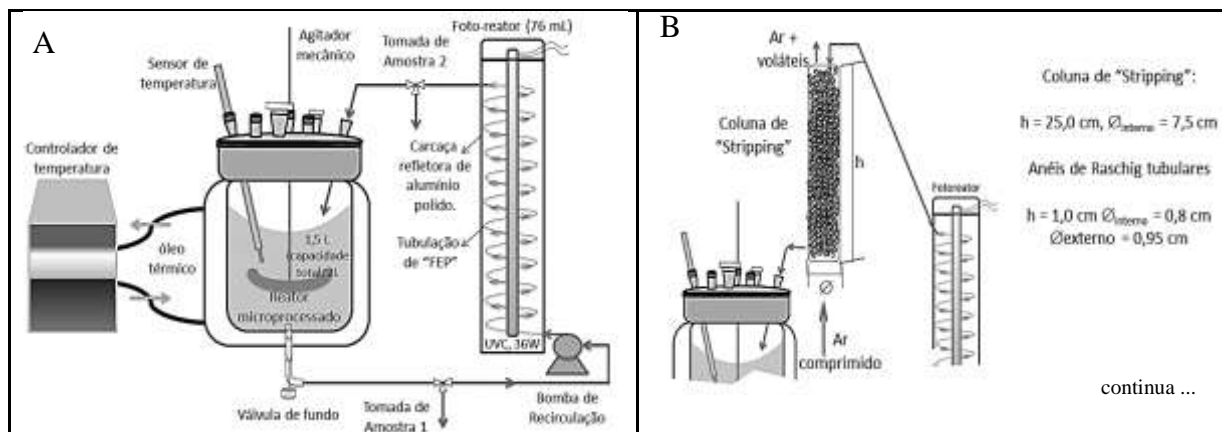 A
Agitador
mecânico
Sensor de
temperatura
Tomada de
Amostra 2
Foto-reator (76 mL)
Controlador de
temperatura
óleo
térmico
1,5 L
(capacidade
Reator
microprocessado
Carcaça
refletora de
alumínio
polido.
Tubulação
de "FEP"
UVC, 36W
Bomba de
Recirculação
Válvula de fundo
Tomada de
Amostra 1
B
Ar +
voláteis
Coluna de
"Stripping"
h
Ø
Ar
comprimido
Fotoreator
Coluna de "Stripping":
h = 25,0 cm, Øinterno = 7,5 cm
Anéis de Raschig tubulares
h = 1,0 cm Øinterno = 0,8 cm
Øexterno = 0,95 cm
continua ...